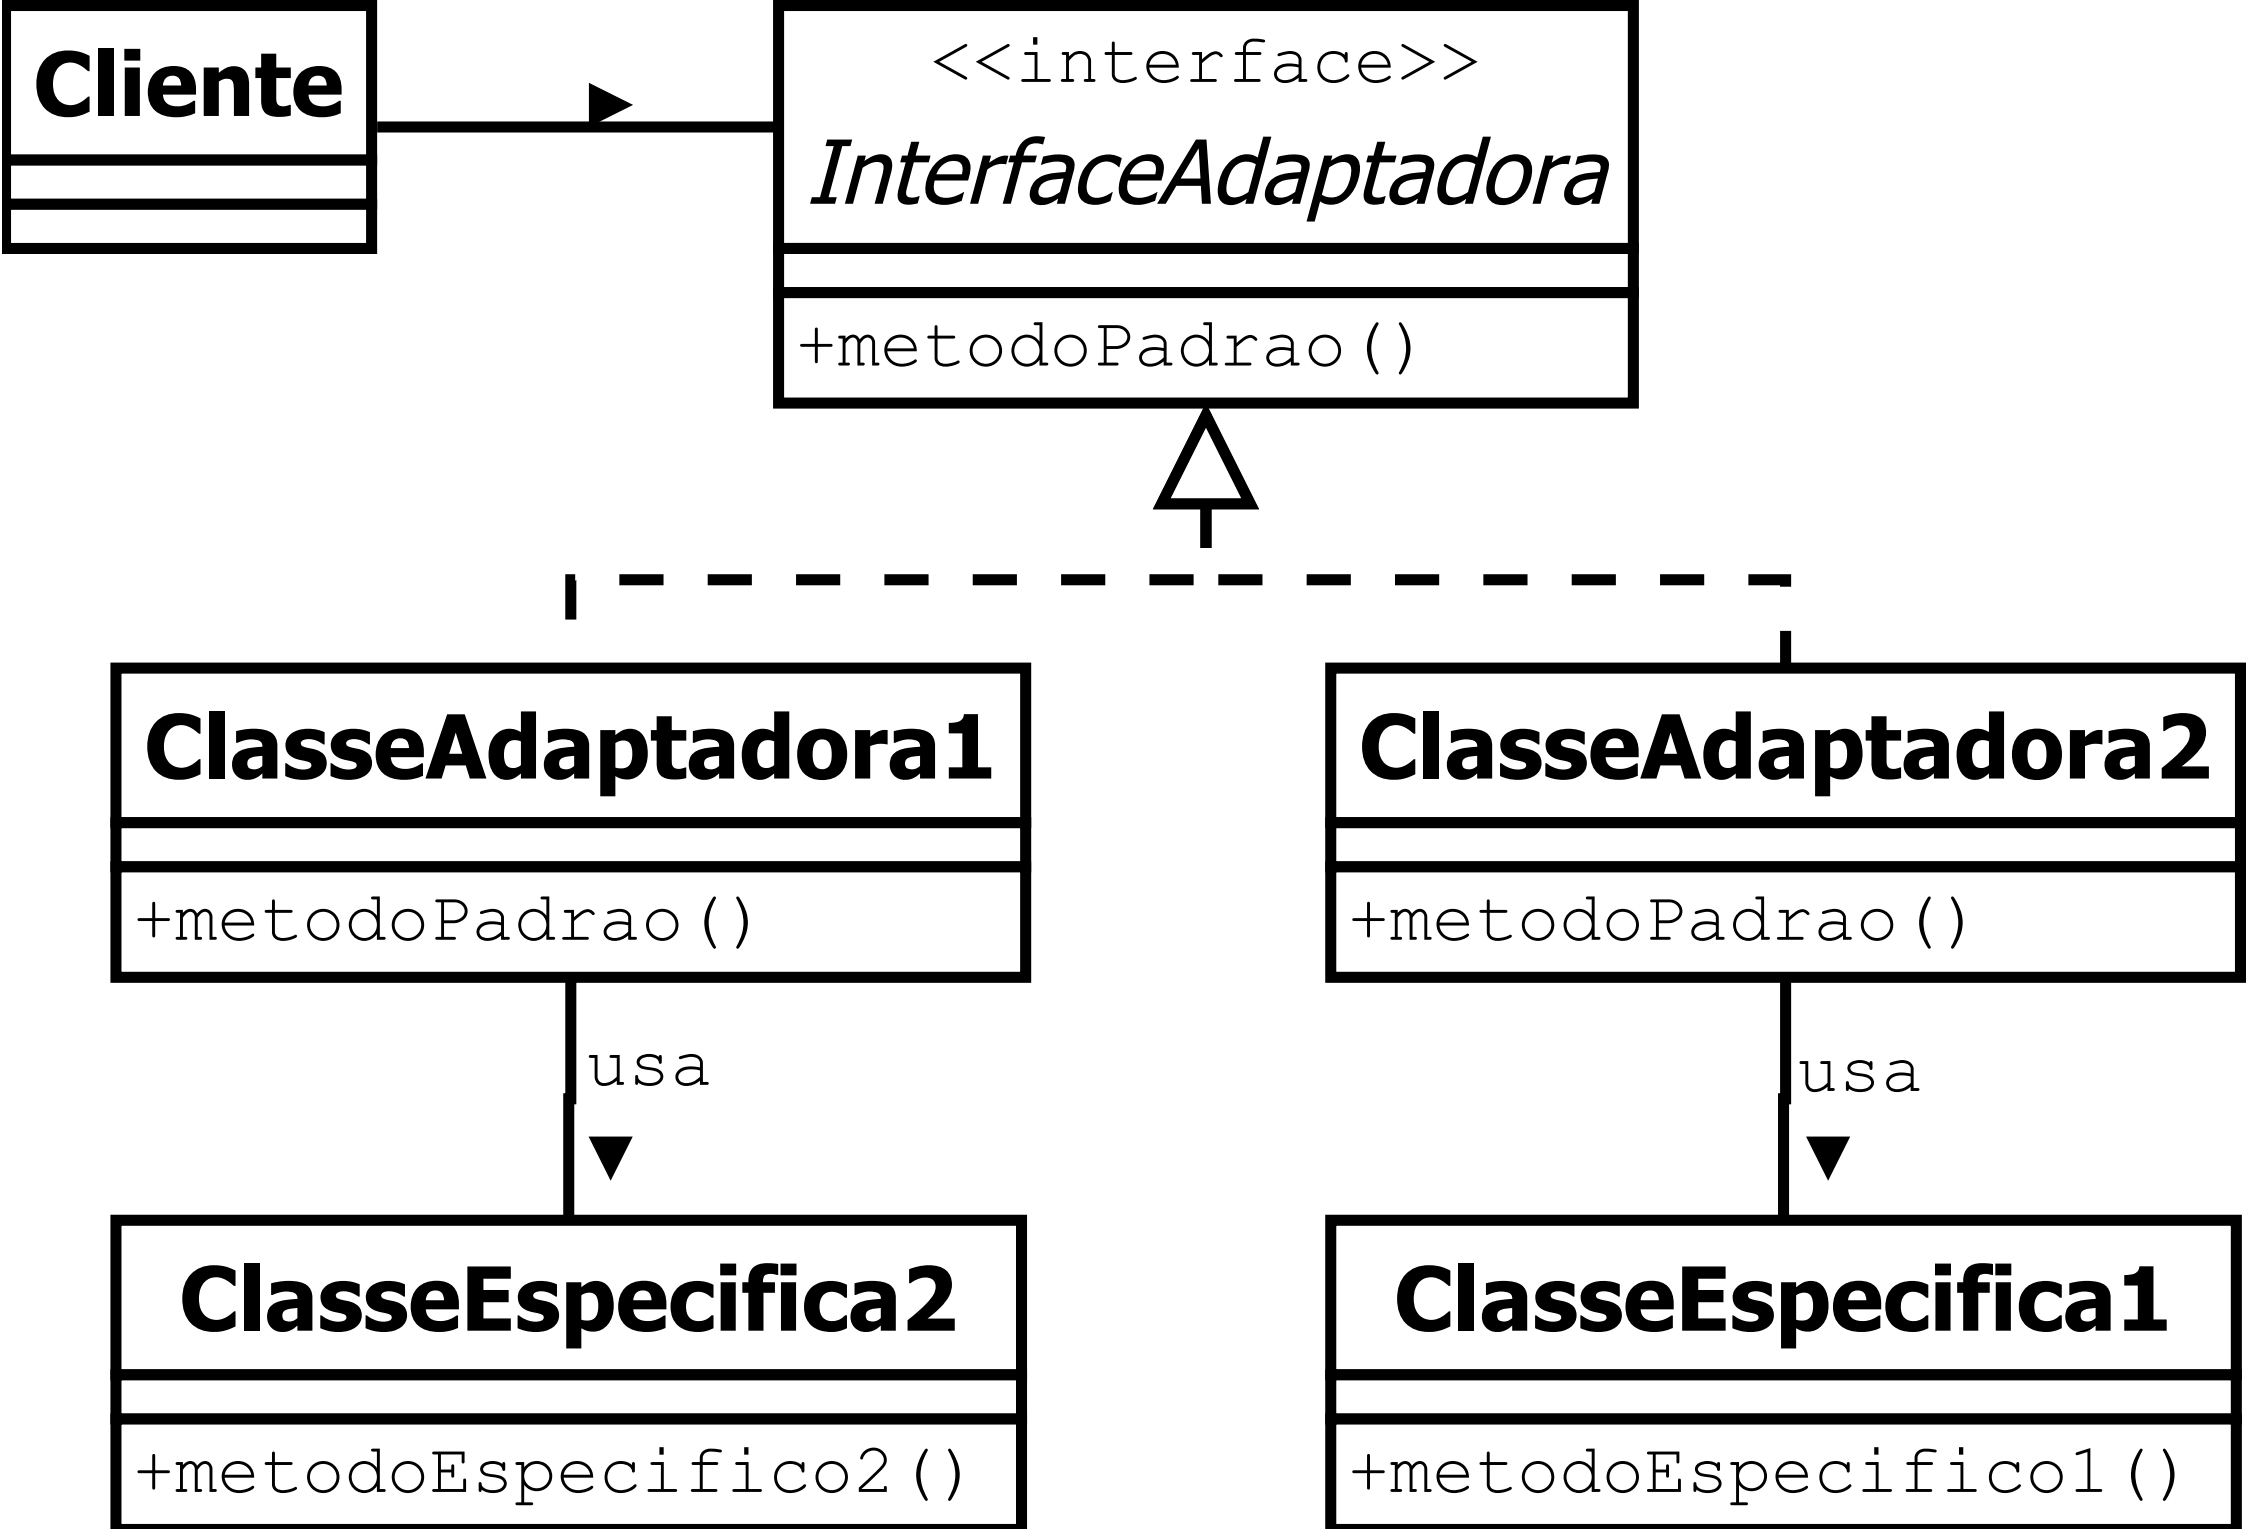 Cliente
<<interface>>
InterfaceAdaptadora
+metodoPadrao()
ClasseAdaptadora1
+metodoPadrao()
ClasseAdaptadora2
+metodoPadrao()
usa
usa
ClasseEspecifica2
+metodoEspecifico2()
ClasseEspecifica1
+metodoEspecifico1()